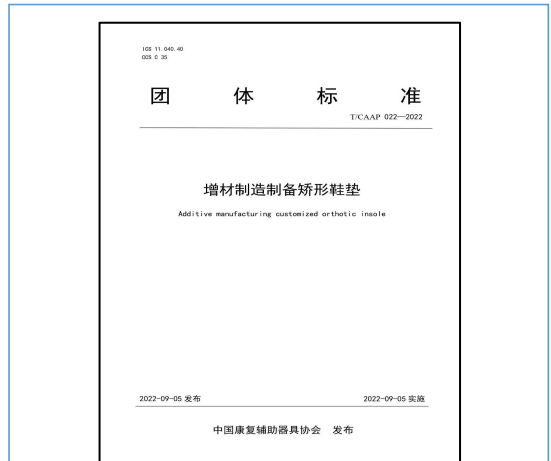 ICS 11.040.40
CCS C 35
团体标准
T/CAAP 022—2022
增材制造制备矫形鞋垫
Additive manufacturing customized orthotic insole
2022-09-05 发布
2022-09-05 实施
中国康复辅助器具协会 发布